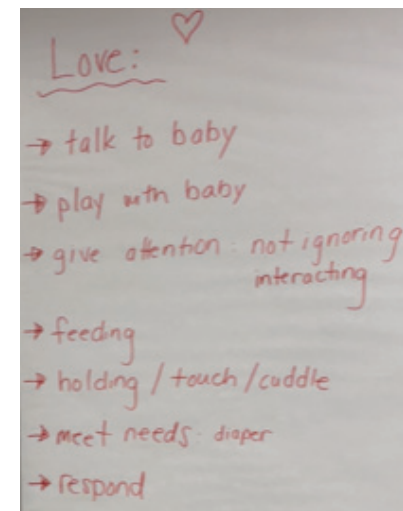 Love:
→ talk to baby
→ play with baby
→ give attention: not ignoring
interacting
→ feeding
→ holding / touch / cuddle
→ meet needs: diaper
→ respond